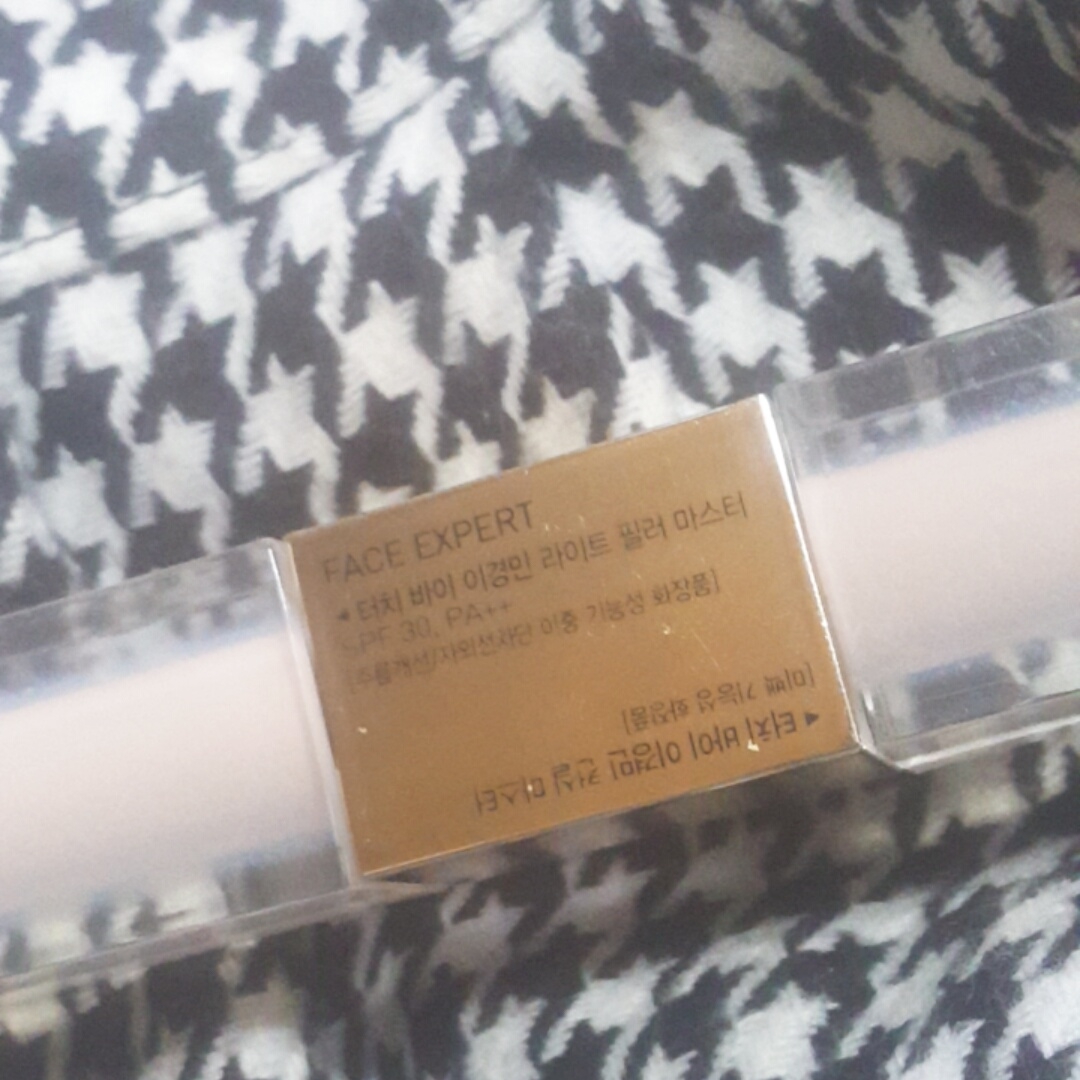 FACE EXPERT
◂ 터치 바이 이경민 라이트 필러 마스터
SPF 30, PA++
[주름개선/자외선차단 이중 기능성 화장품]
◂ 터치 바이 이경민 컨실 마스터
[미백 기능성 화장품]